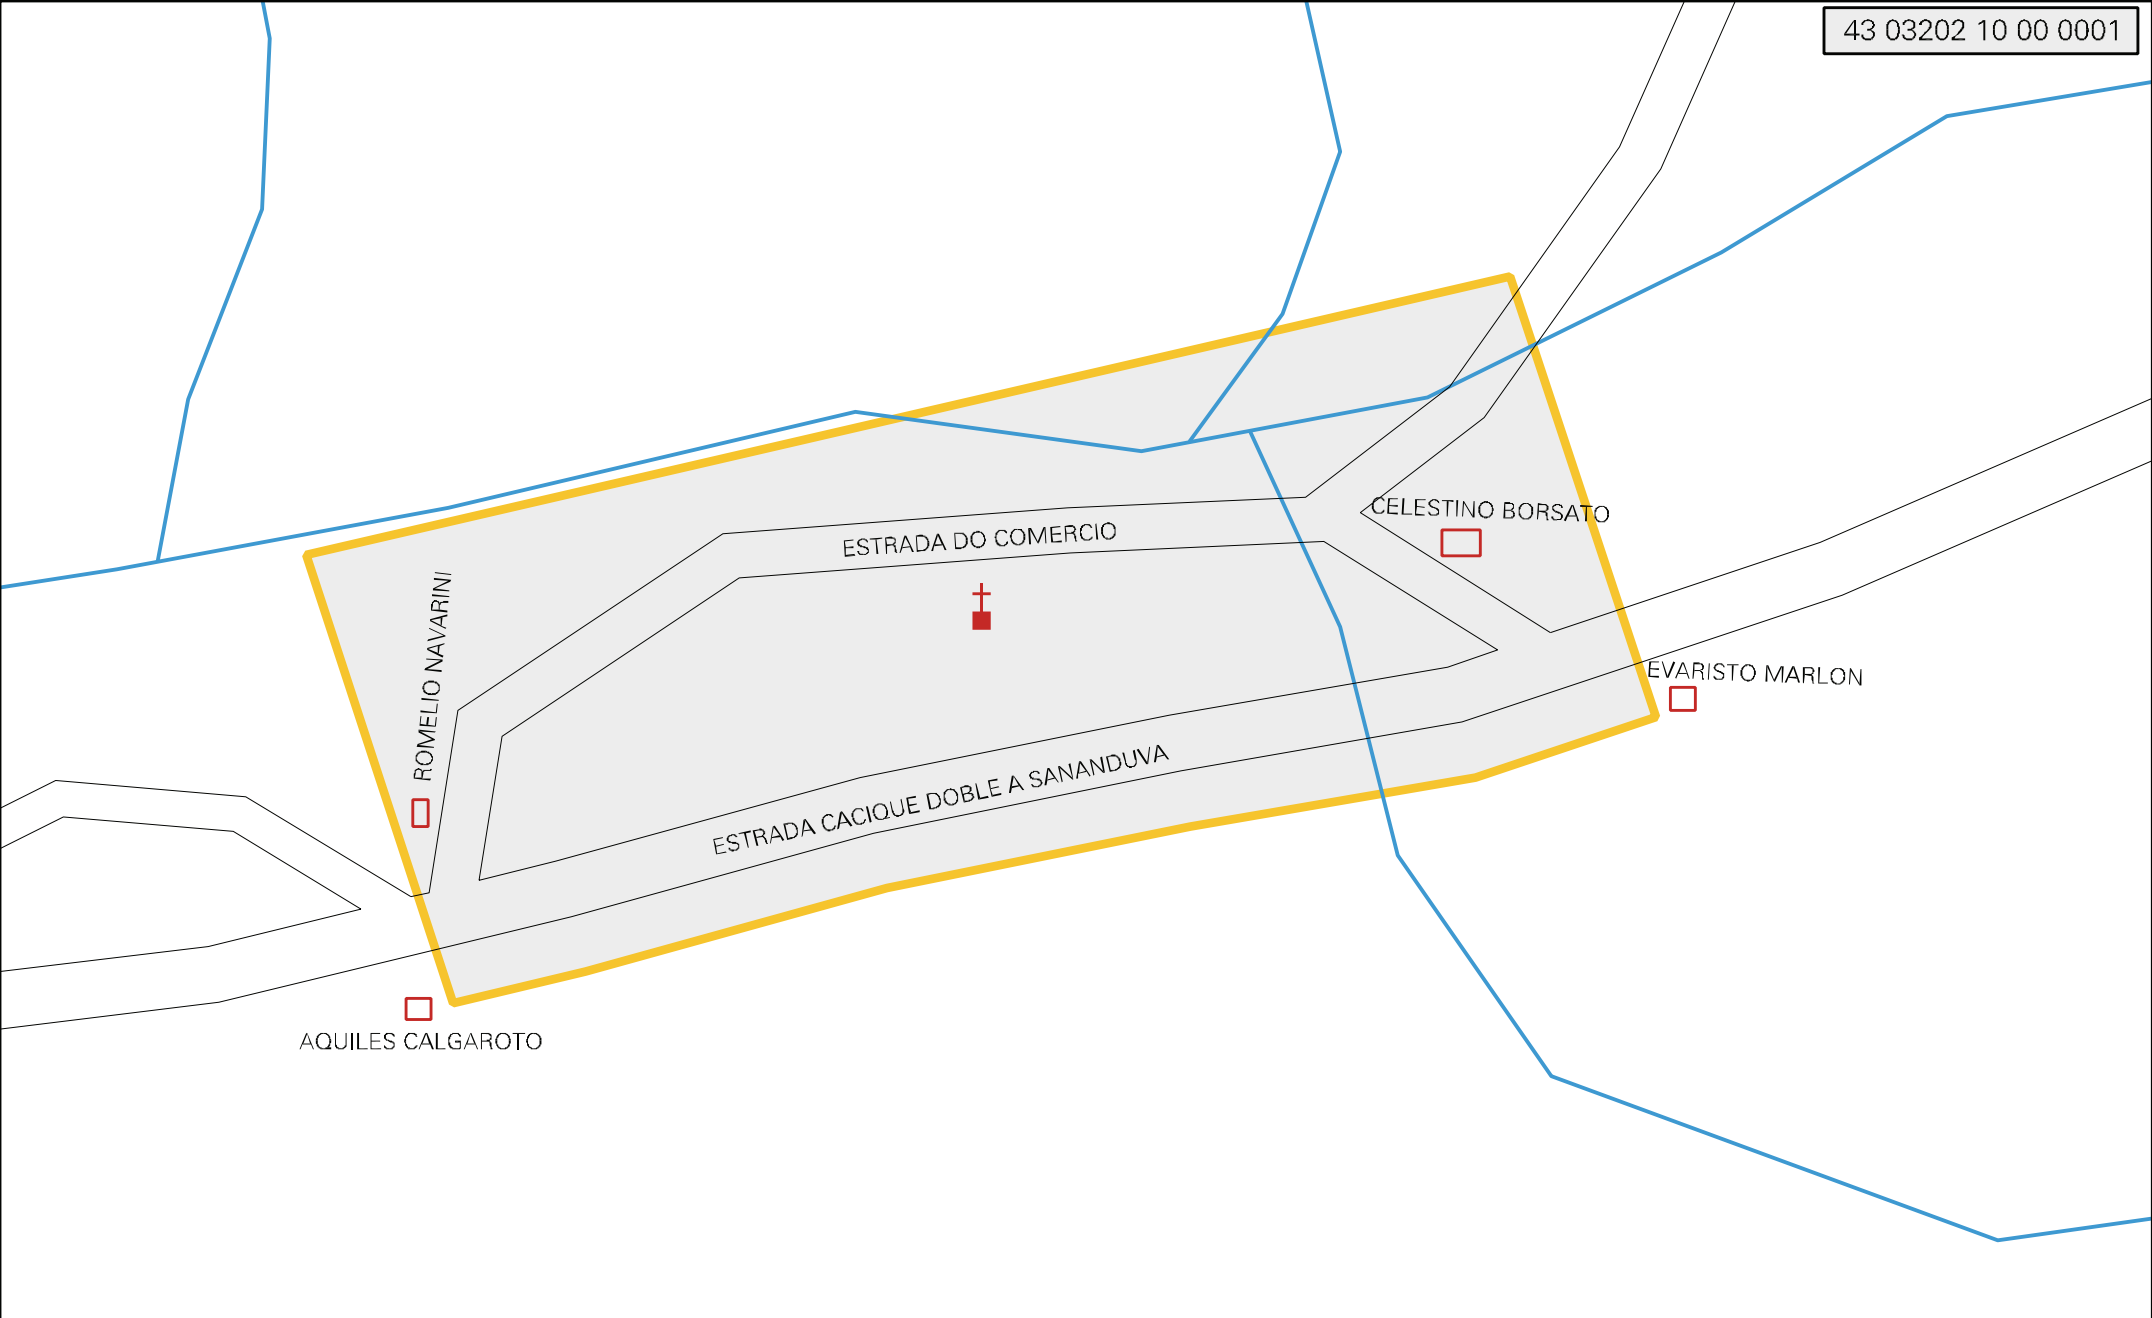 43 03202 10 00 0001
CELESTINO BORSATO
ESTRADA DO COMERCIO
ROMELIO NAVARINI
EVARISTO MARLON
ESTRADA CACIQUE DOBLE A SANANDUVA
AQUILES CALGAROTO